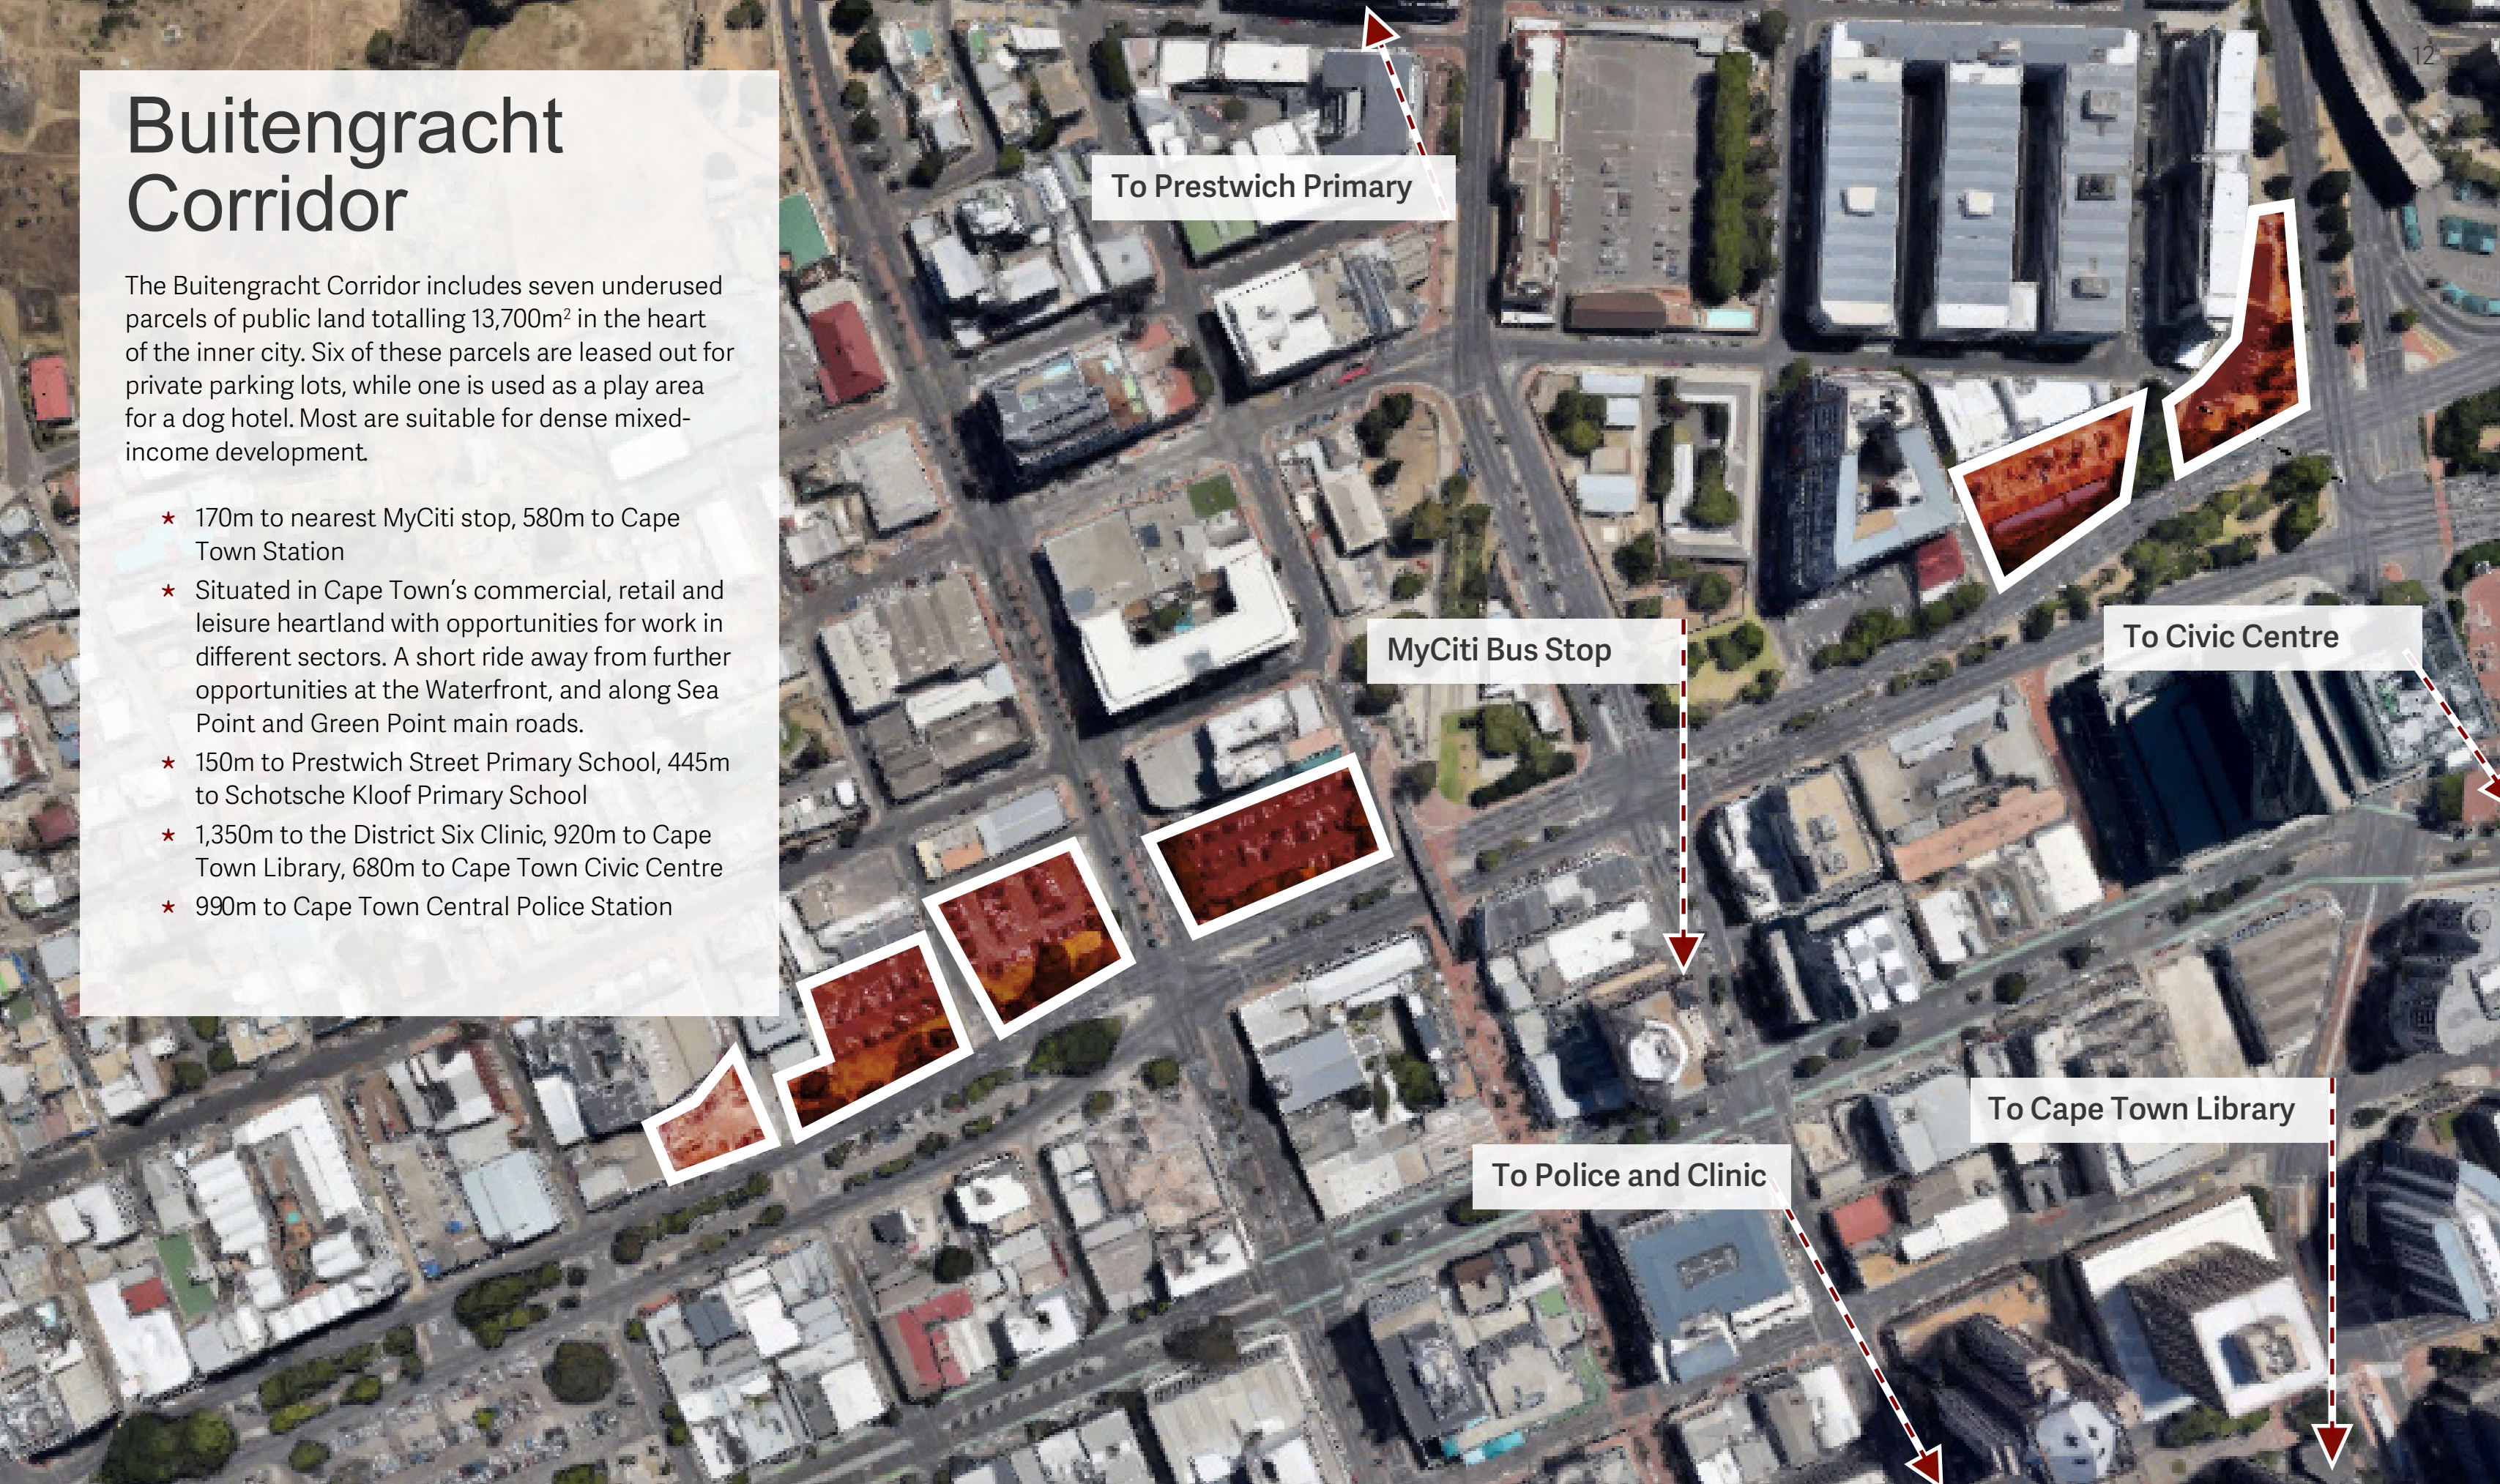 12
Buitengracht
Corridor
The Buitengracht Corridor includes seven underused
parcels of public land totalling 13,700m² in the heart
of the inner city. Six of these parcels are leased out for
private parking lots, while one is used as a play area
for a dog hotel. Most are suitable for dense mixed-
income development.
* 170m to nearest MyCiti stop, 580m to Cape
Town Station
* Situated in Cape Town’s commercial, retail and
leisure heartland with opportunities for work in
different sectors. A short ride away from further
opportunities at the Waterfront, and along Sea
Point and Green Point main roads.
* 150m to Prestwich Street Primary School, 445m
to Schotsche Kloof Primary School
* 1,350m to the District Six Clinic, 920m to Cape
Town Library, 680m to Cape Town Civic Centre
* 990m to Cape Town Central Police Station
To Prestwich Primary
MyCiti Bus Stop
To Civic Centre
To Cape Town Library
To Police and Clinic